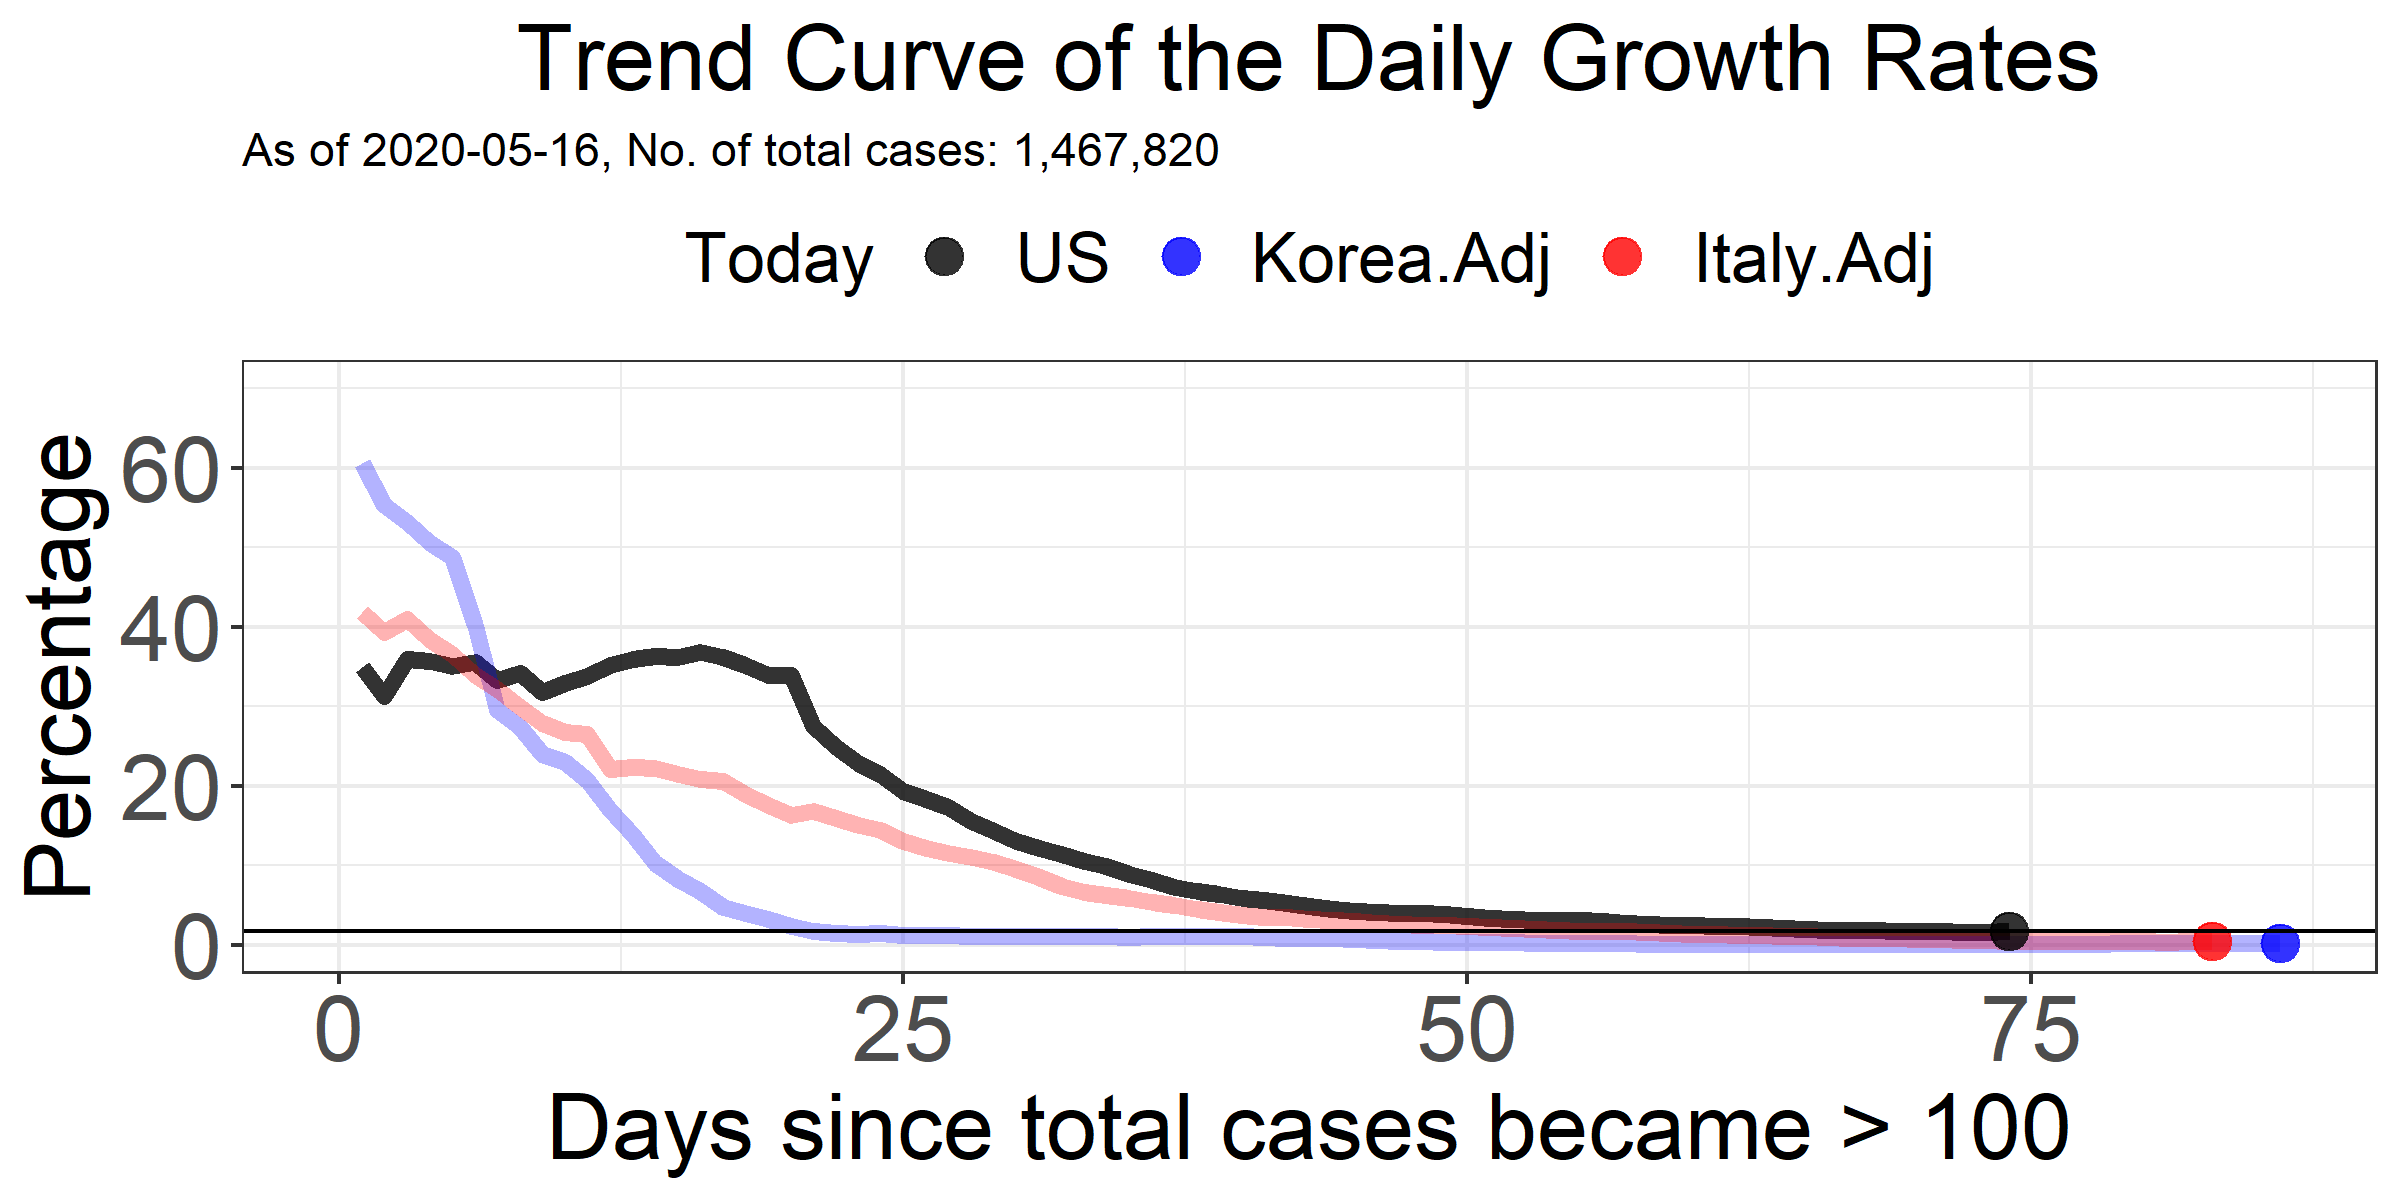 Trend Curve of the Daily Growth Rates
As of 2020-05-16, No. of total cases: 1,467,820
Today US Korea.Adj Italy.Adj
Percentage
60
40
20
0
0 25 50 75
Days since total cases became > 100